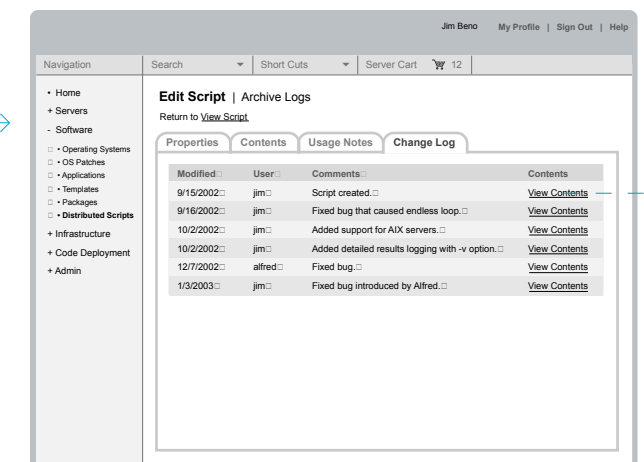 Jim Beno My Profile | Sign Out | Help
Navigation Search Short Cuts Server Cart 12
• Home
+ Servers
- Software
• Operating Systems
• OS Patches
• Applications
• Templates
• Packages
• Distributed Scripts
+ Infrastructure
+ Code Deployment
+ Admin
Edit Script | Archive Logs
Return to View Script
Properties Contents Usage Notes Change Log
Modified User Comments Contents
9/15/2002 jim Script created. View Contents
9/16/2002 jim Fixed bug that caused endless loop. View Contents
10/2/2002 jim Added support for AIX servers. View Contents
10/2/2002 jim Added detailed results logging with -v option. View Contents
12/7/2002 alfred Fixed bug. View Contents
1/3/2003 jim Fixed bug introduced by Alfred. View Contents